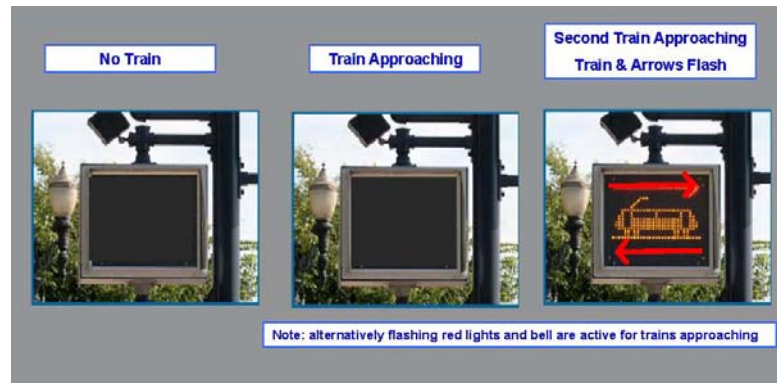 No Train
Train Approaching
Second Train Approaching
Train & Arrows Flash
Note: alternatively flashing red lights and bell are active for trains approaching